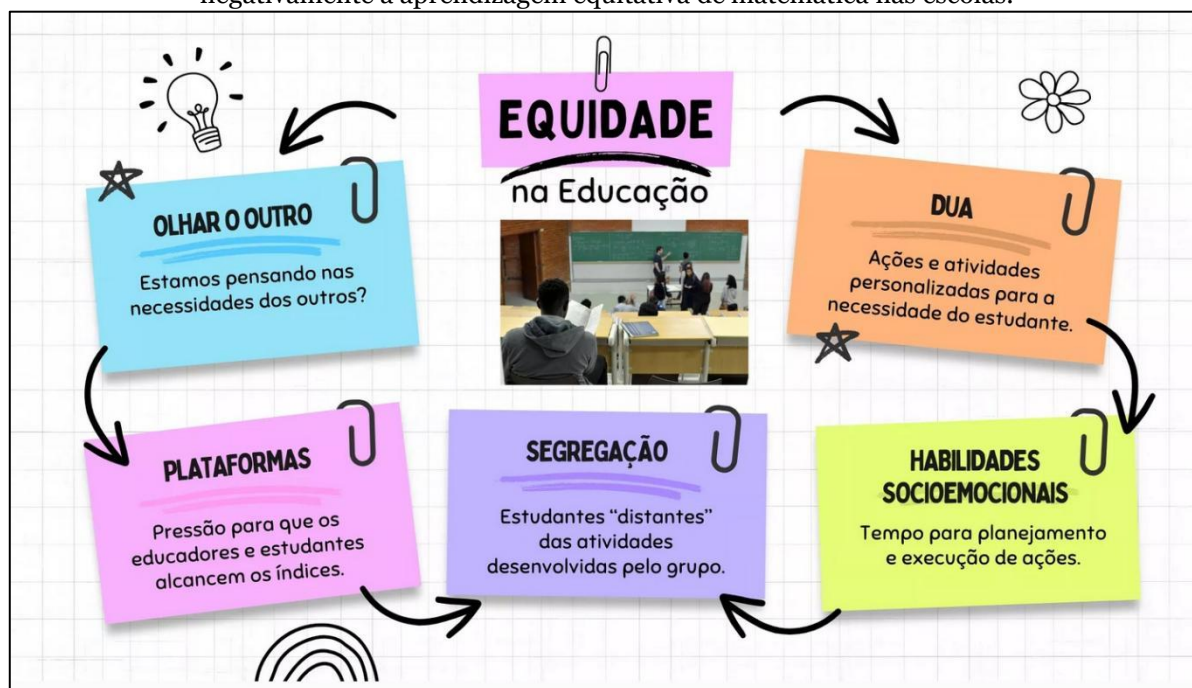 negativamente a aprendizagem equitativa de matemática nas escolas.
EQUIDADE
na Educação
OLHAR O OUTRO
Estamos pensando nas
necessidades dos outros?
DUA
Ações e atividades
personalizadas para a
necessidade do estudante.
PLATAFORMAS
Pressão para que os
educadores e estudantes
alcancem os índices.
SEGREGAÇÃO
Estudantes “distantes”
das atividades
desenvolvidas pelo grupo.
HABILIDADES
SOCIOEMOCIONAIS
Tempo para planejamento
e execução de ações.